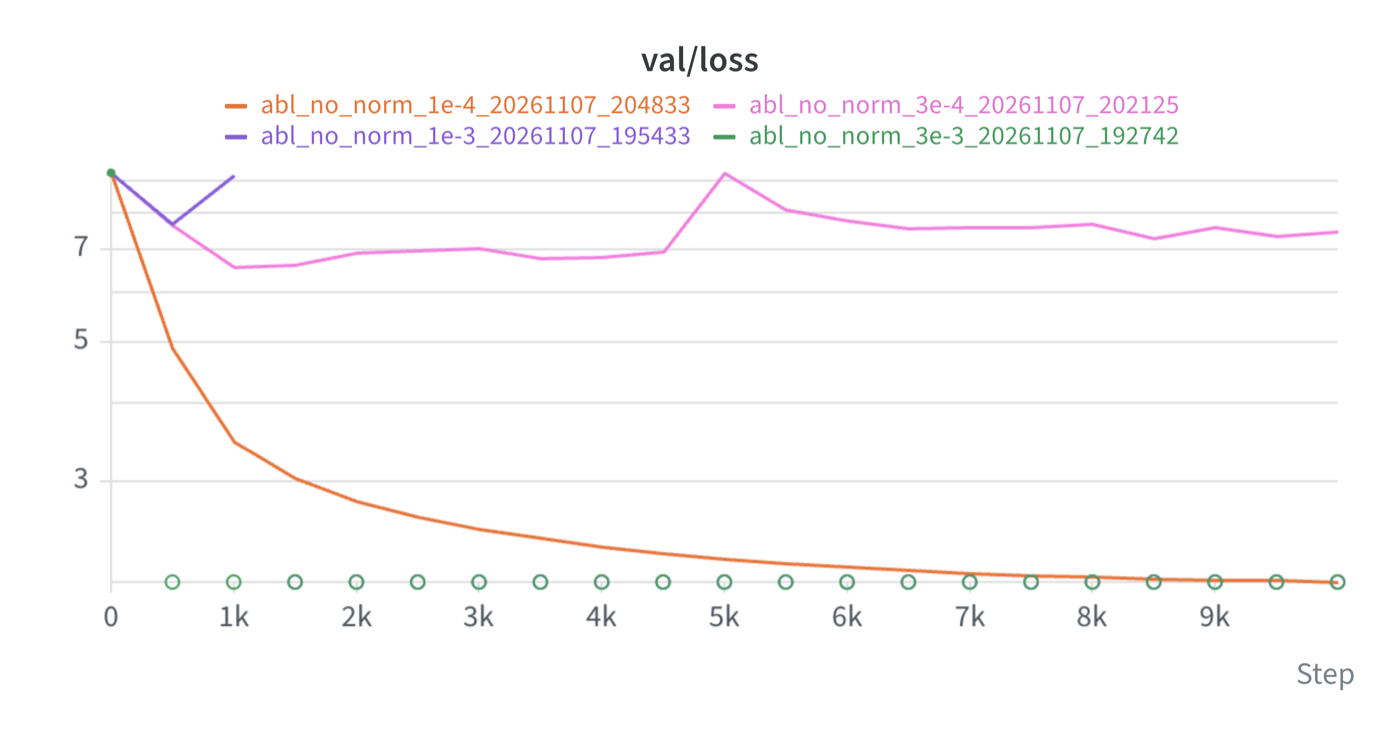 val/loss
abl_no_norm_1e-4_20261107_204833 abl_no_norm_3e-4_20261107_202125
abl_no_norm_1e-3_20261107_195433 abl_no_norm_3e-3_20261107_192742
7
5
3
0 1k 2k 3k 4k 5k 6k 7k 8k 9k
Step